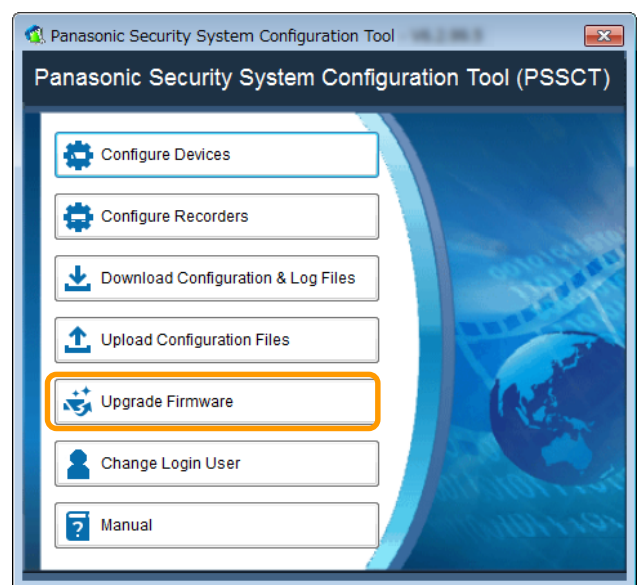 Panasonic Security System Configuration Tool
Panasonic Security System Configuration Tool (PSSCT)
Configure Devices
Configure Recorders
Download Configuration & Log Files
Upload Configuration Files
Upgrade Firmware
Change Login User
? Manual